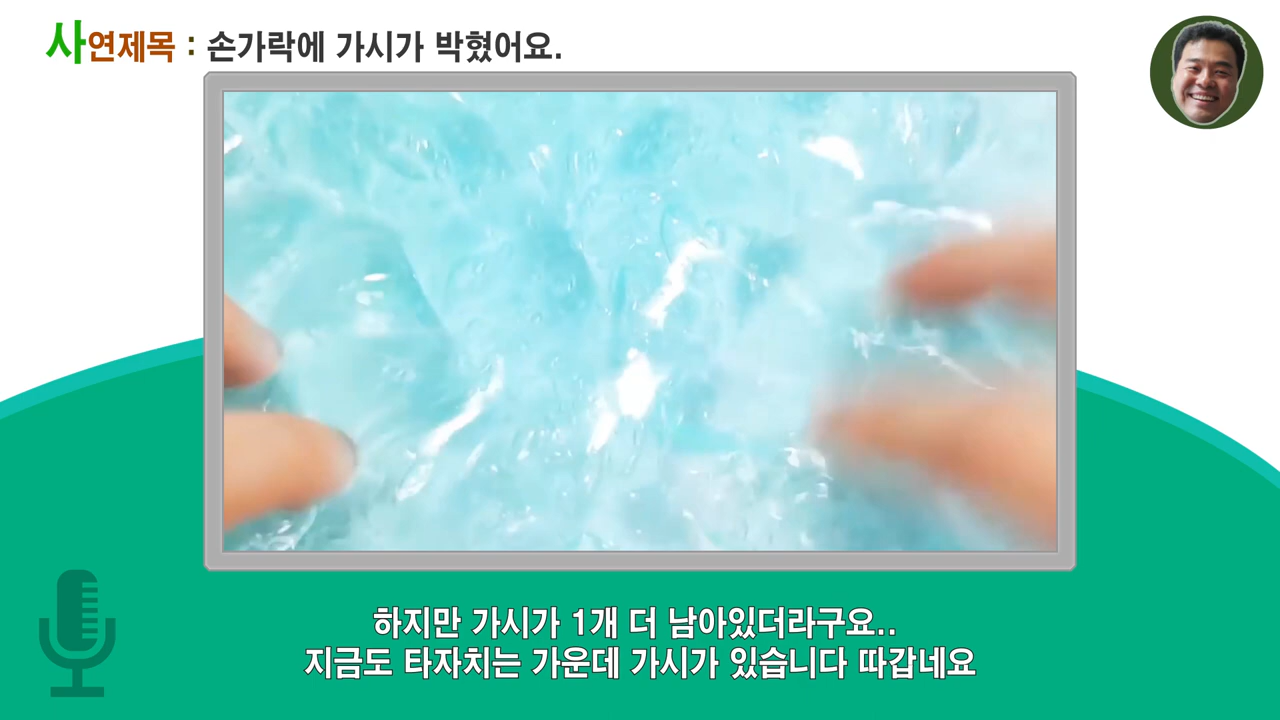 사연제목 : 손가락에 가시가 박혔어요.
하지만 가시가 1개 더 남아있더라구요..
지금도 타자치는 가운데 가시가 있습니다 따갑네요